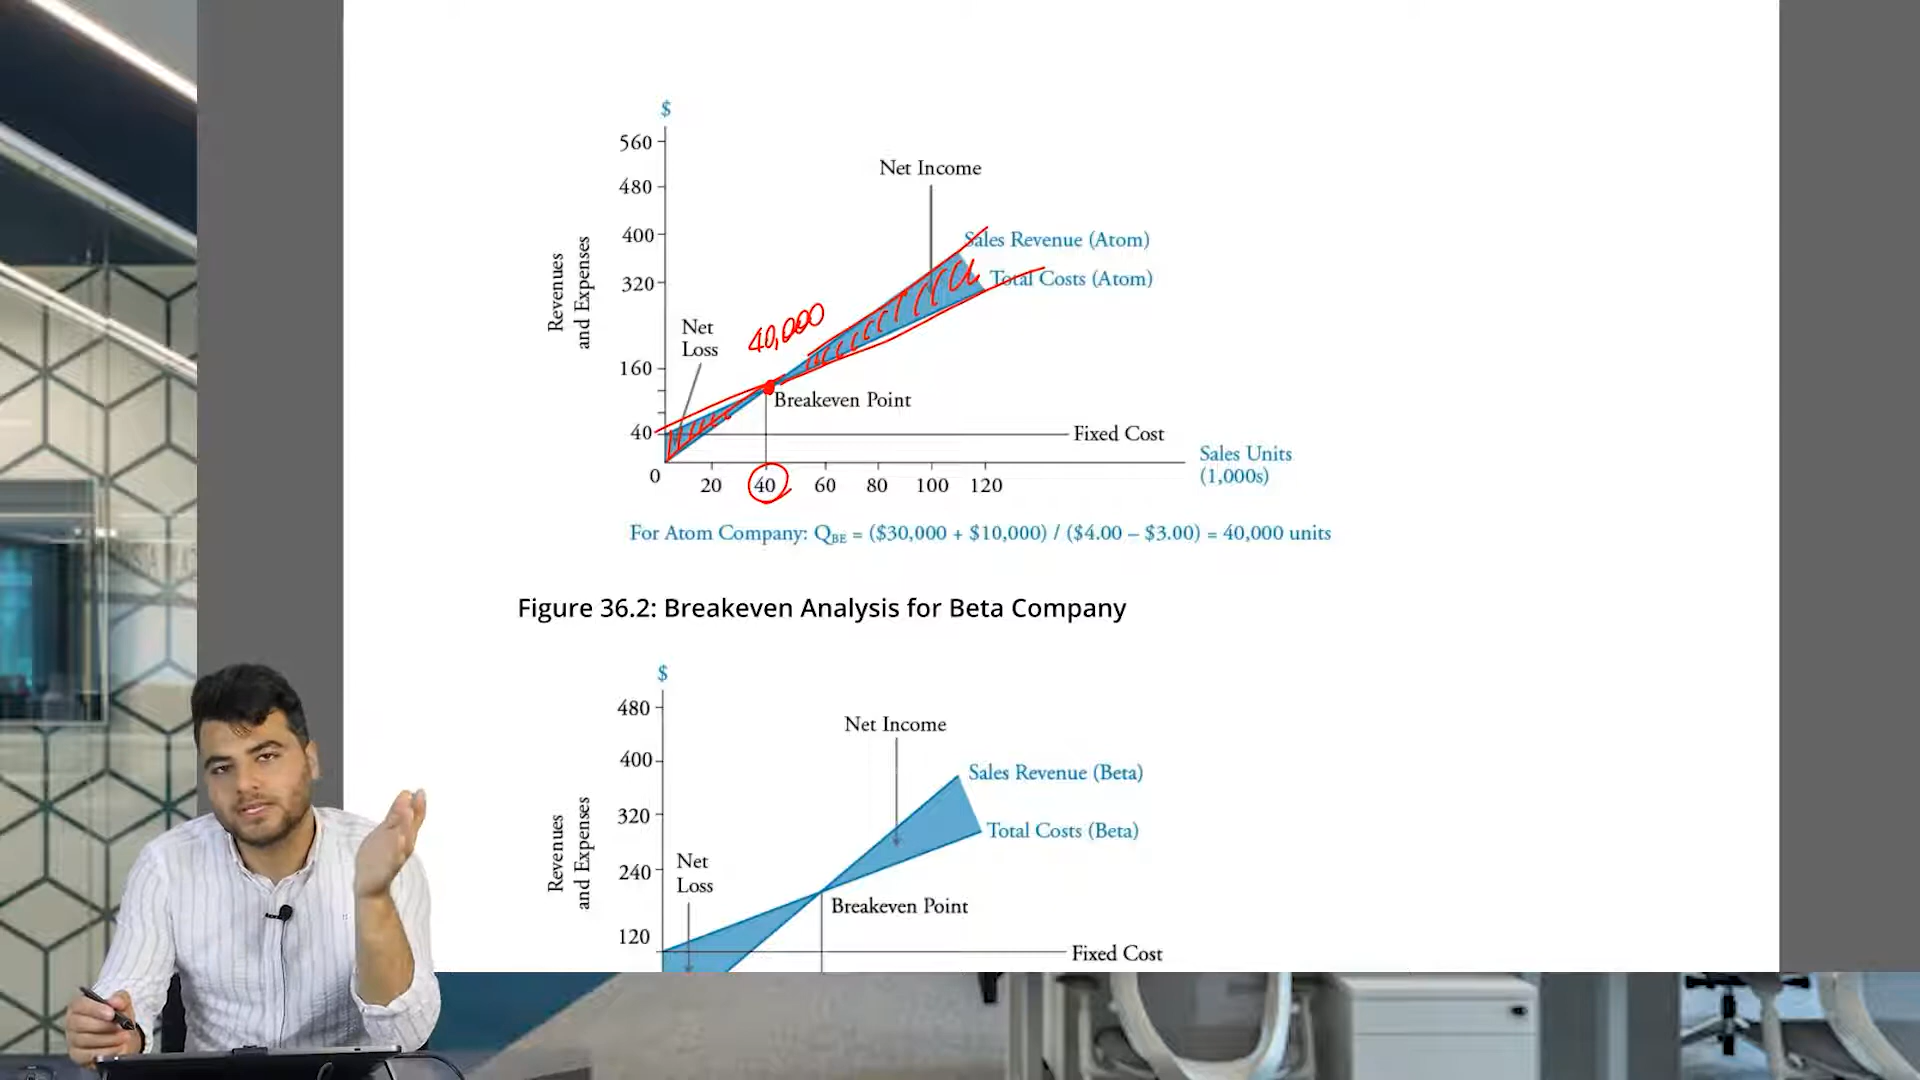 $
560
480
400
320
160
40
0
Revenues
and Expenses
Net Income
Sales Revenue (Atom)
Total Costs (Atom)
Net
Loss
40,000
Breakeven Point
Fixed Cost
Sales Units
(1,000s)
20 40 60 80 100 120
For Atom Company: QBE = ($30,000 + $10,000) / ($4.00 – $3.00) = 40,000 units
Figure 36.2: Breakeven Analysis for Beta Company
$
480
400
320
240
120
Revenues
and Expenses
Net Income
Sales Revenue (Beta)
Total Costs (Beta)
Net
Loss
Breakeven Point
Fixed Cost